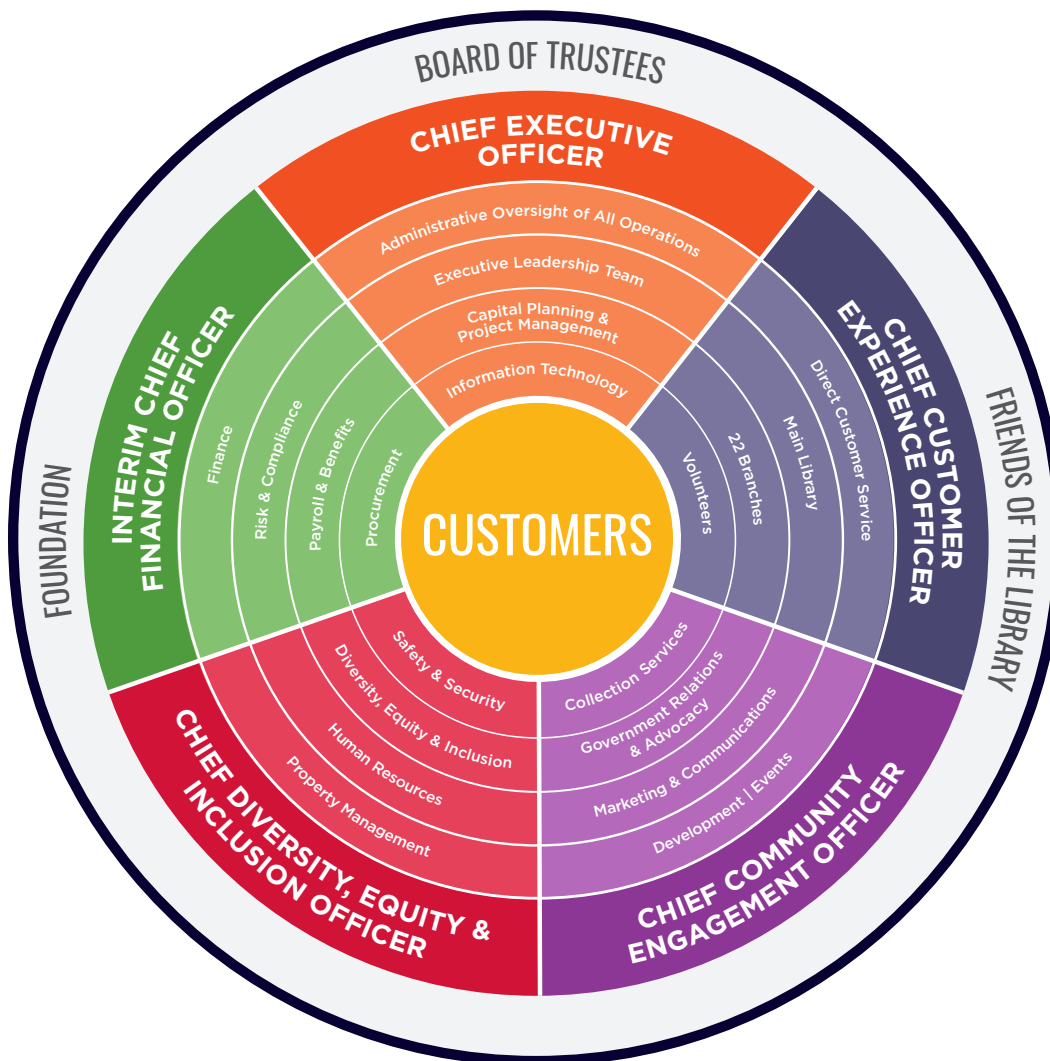 BOARD OF TRUSTEES
CHIEF EXECUTIVE
OFFICER
Administrative Oversight of All Operations
Executive Leadership Team
Capital Planning &
Project Management
Information Technology
CHIEF CUSTOMER
EXPERIENCE OFFICER
Direct Customer Service
Main Library
22 Branches
Volunteers
FRIENDS OF THE LIBRARY
CUSTOMERS
FOUNDATION
INTERIM CHIEF
FINANCIAL OFFICER
Finance
Risk & Compliance
Payroll & Benefits
Procurement
Safety & Security
Diversity, Equity & Inclusion
Human Resources
Property Management
CHIEF DIVERSITY, EQUITY &
INCLUSION OFFICER
Collection Services
Government Relations
& Advocacy
Marketing & Communications
Development | Events
CHIEF COMMUNITY
ENGAGEMENT OFFICER